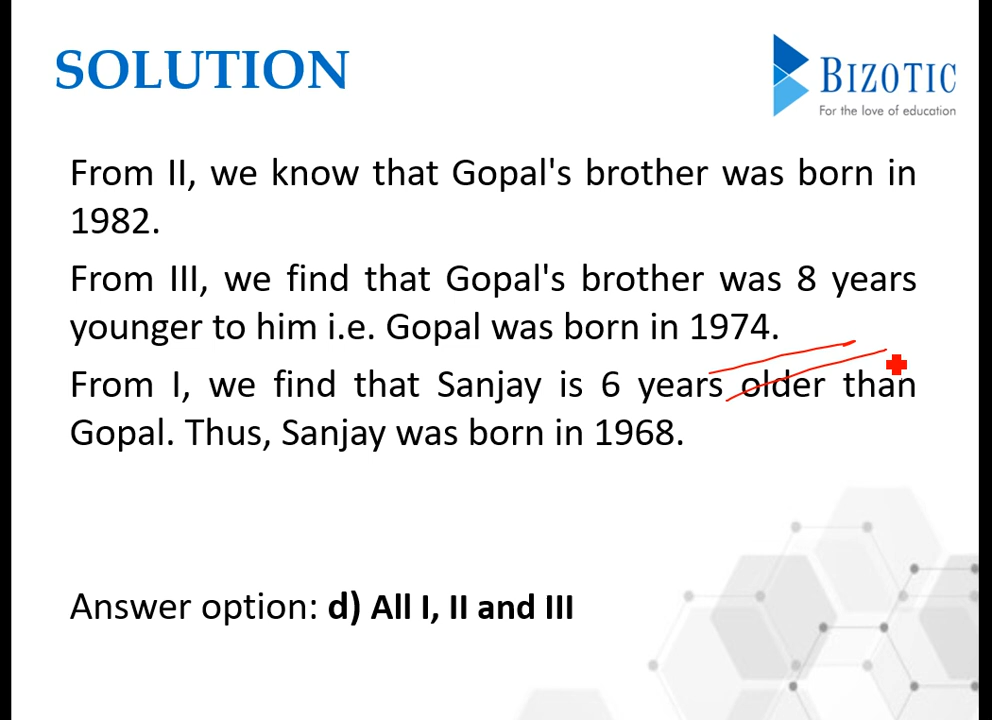 SOLUTION
BIZOTIC
For the love of education
From II, we know that Gopal's brother was born in
1982.
From III, we find that Gopal's brother was 8 years
younger to him i.e. Gopal was born in 1974.
From I, we find that Sanjay is 6 years older than
Gopal. Thus, Sanjay was born in 1968.
Answer option: d) All I, II and III